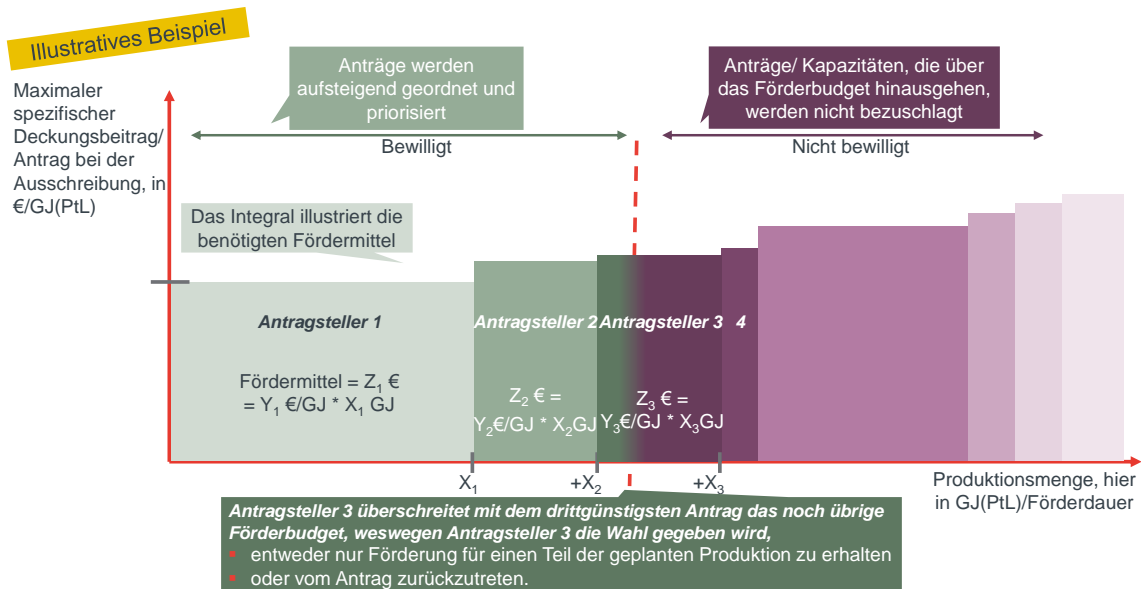 Illustratives Beispiel
Maximaler
spezifischer
Deckungsbeitrag/
Antrag bei der
Ausschreibung, in
€/GJ(PtL)
Anträge werden
aufsteigend geordnet und
priorisiert
Anträge/ Kapazitäten, die über
das Förderbudget hinausgehen,
werden nicht bezuschlagt
Bewilligt
Nicht bewilligt
Das Integral illustriert die
benötigten Fördermittel
Antragsteller 1
Antragsteller 2
Antragsteller 3
4
Fördermittel = Z₁ €
= Y₁ €/GJ * X₁ GJ
Z₂ € =
Y₂€/GJ * X₂GJ
Z₃ € =
Y₃€/GJ * X₃GJ
X₁
+X₂
+X₃
Produktionsmenge, hier
in GJ(PtL)/Förderdauer
Antragsteller 3 überschreitet mit dem drittgünstigsten Antrag das noch übrige
Förderbudget, weswegen Antragsteller 3 die Wahl gegeben wird,
▪ entweder nur Förderung für einen Teil der geplanten Produktion zu erhalten
▪ oder vom Antrag zurückzutreten.